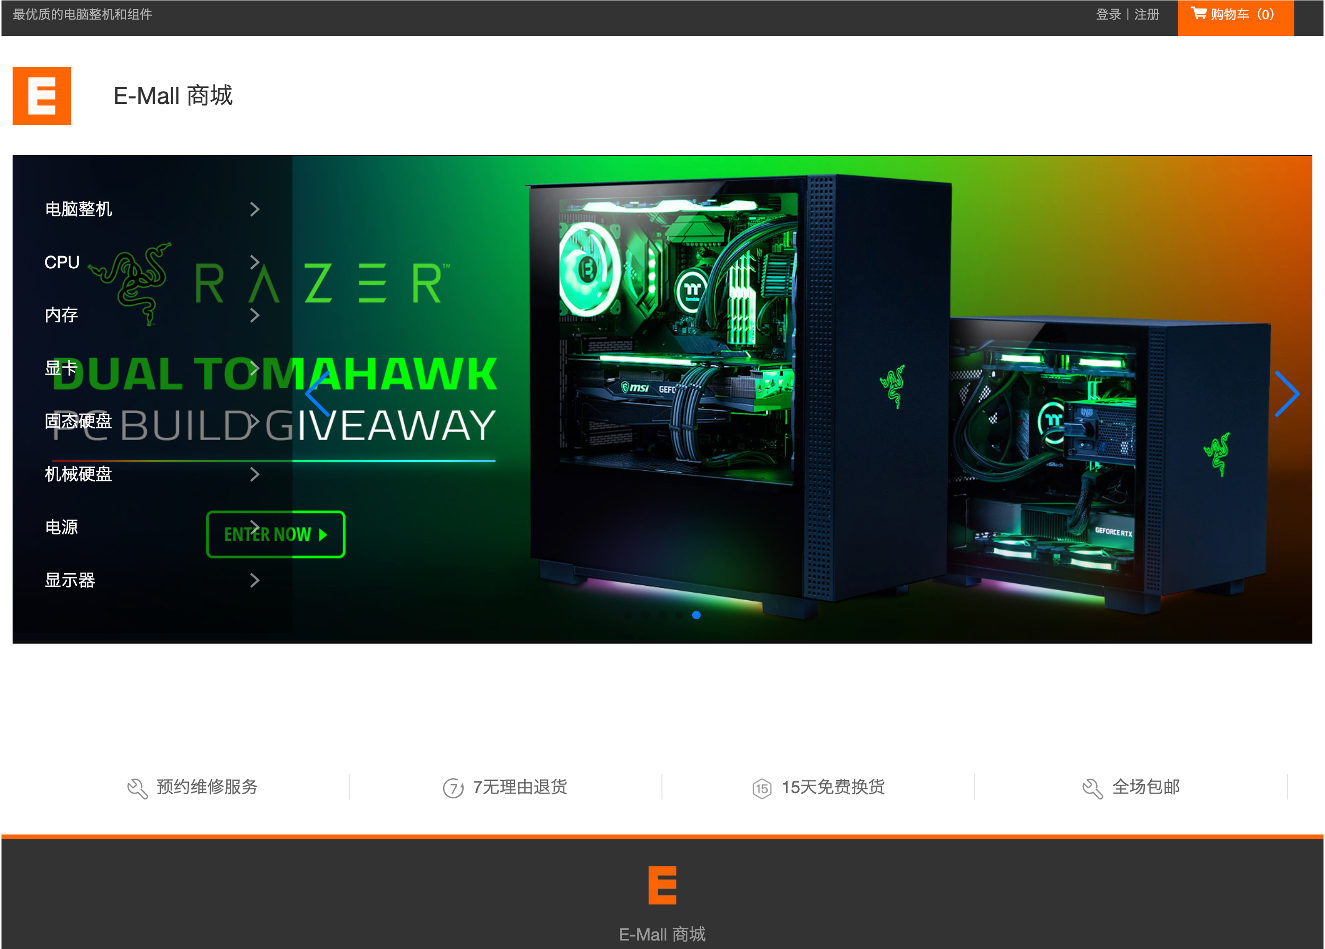 最优质的电脑整机和组件
登录 | 注册
购物车（0）
E
E-Mall 商城
电脑整机
CPU
内存
显卡
固态硬盘
机械硬盘
电源
显示器
RAZER™
DUAL TOMAHAWK
PC BUILD GIVEAWAY
ENTER NOW
msi
GEFORCE RTX
预约维修服务
7 7无理由退货
15 15天免费换货
全场包邮
E
E-Mall 商城